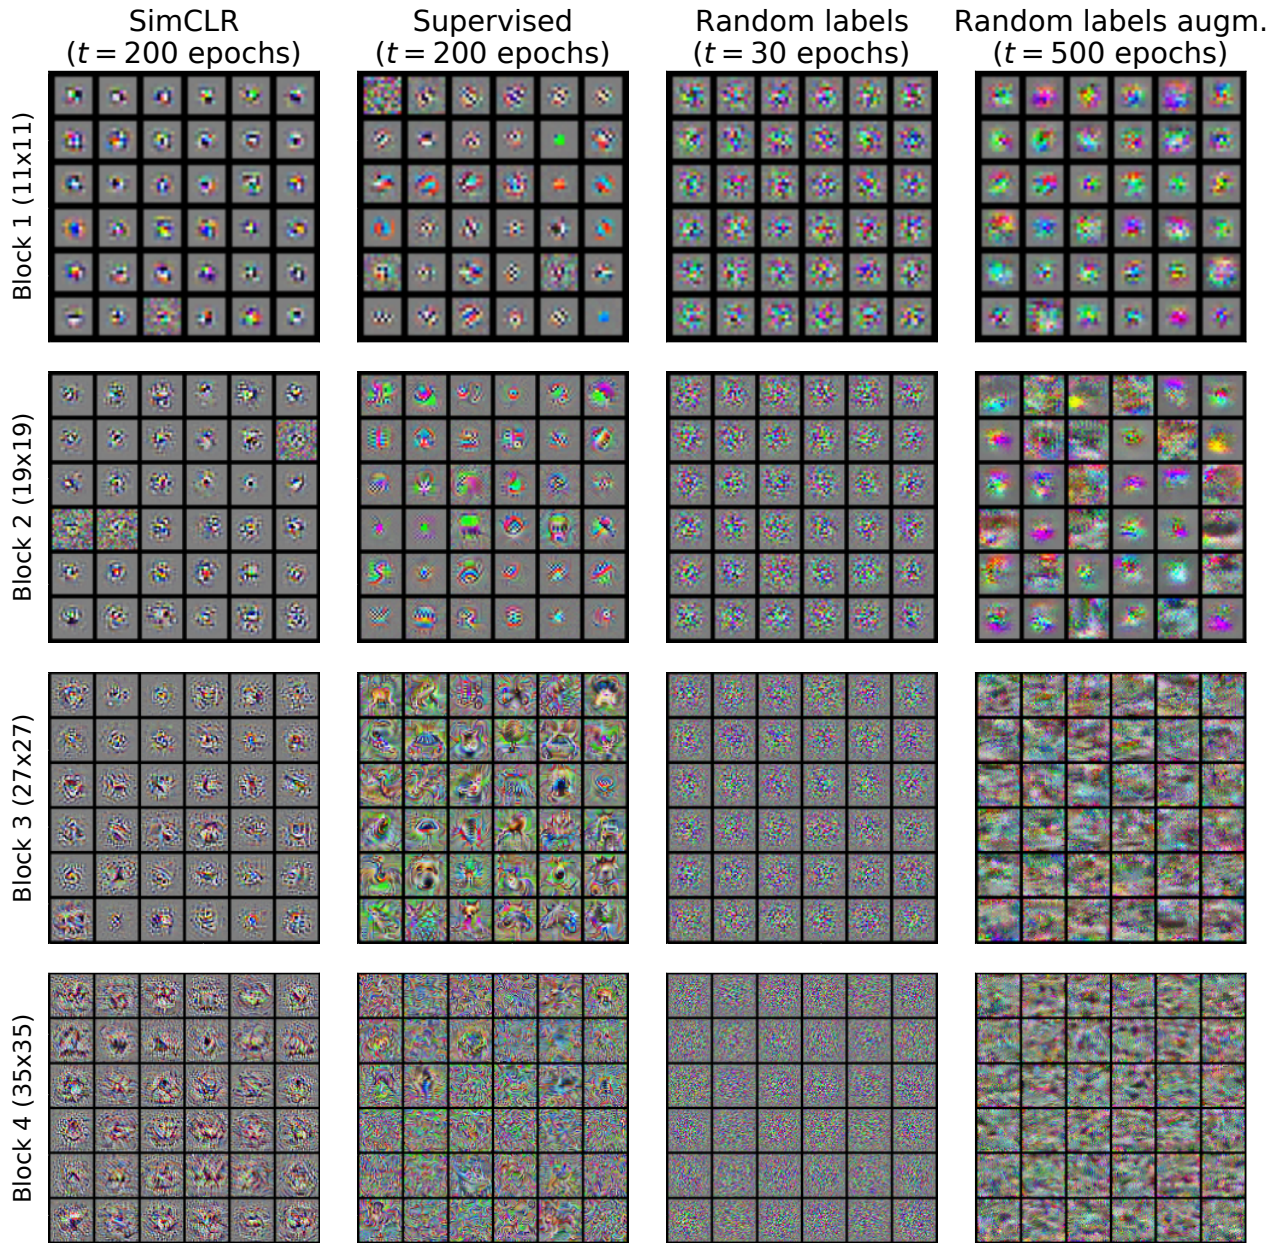 SimCLR
(t = 200 epochs)
Supervised
(t = 200 epochs)
Random labels
(t = 30 epochs)
Random labels augm.
(t = 500 epochs)
Block 1 (11x11)
Block 2 (19x19)
Block 3 (27x27)
Block 4 (35x35)